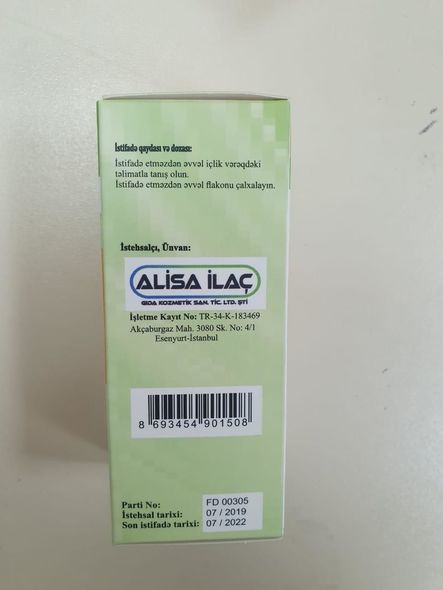 İstifadə qaydası və dozası:
İstifadə etməzdən əvvəl içlik vərəqdəki
təlimatla tanış olun.
İstifadə etməzdən əvvəl flakonu çalxalayın.
İstehsalçı, Ünvan:
ALİSA İLAÇ
GIDA KOZMETİK SAN. TİC. LTD. ŞTİ
İşletme Kayıt No: TR-34-K-183469
Akçaburgaz Mah. 3080 Sk. No: 4/1
Esenyurt-İstanbul
8 693454 901508
Parti No: FD 00305
İstehsal tarixi: 07 / 2019
Son istifadə tarixi: 07 / 2022